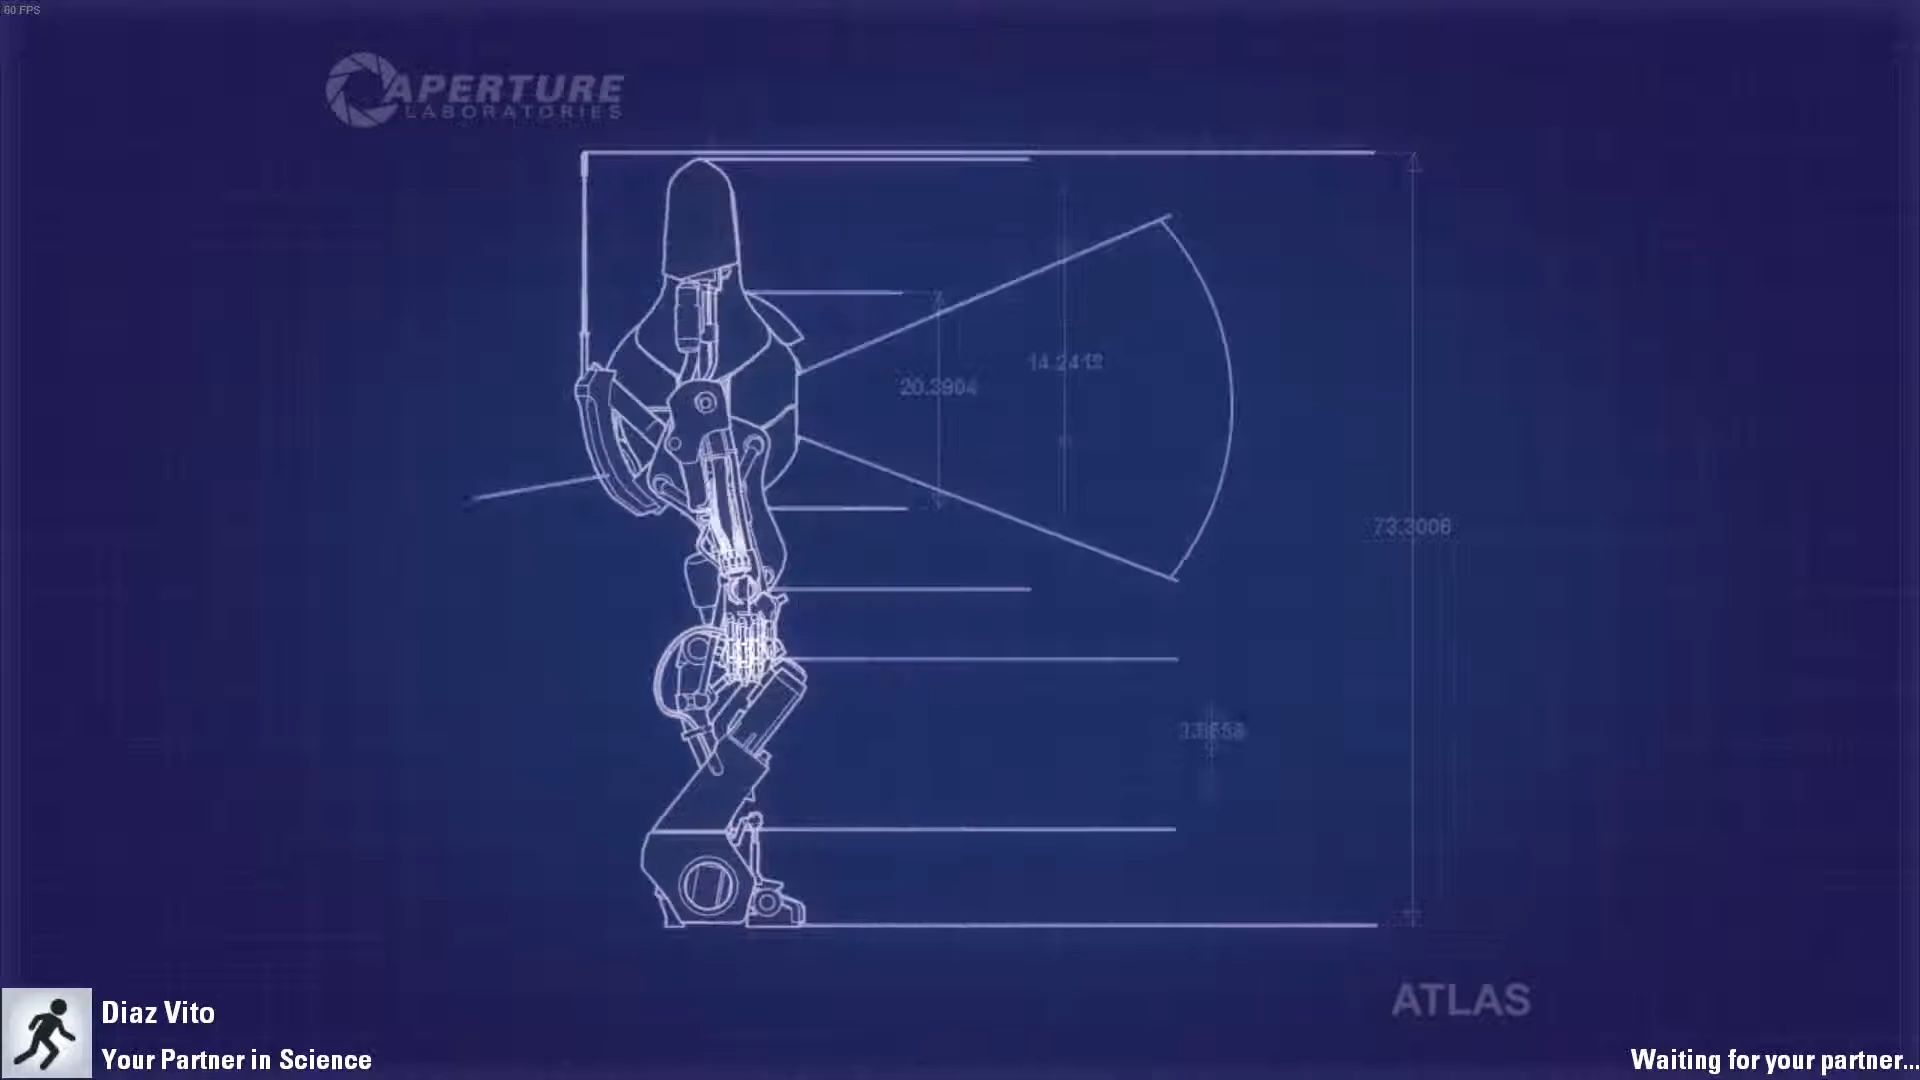 60 FPS
APERTURE
LABORATORIES
14.2412
20.3904
73.3006
ATLAS
Diaz Vito
Your Partner in Science
Waiting for your partner...